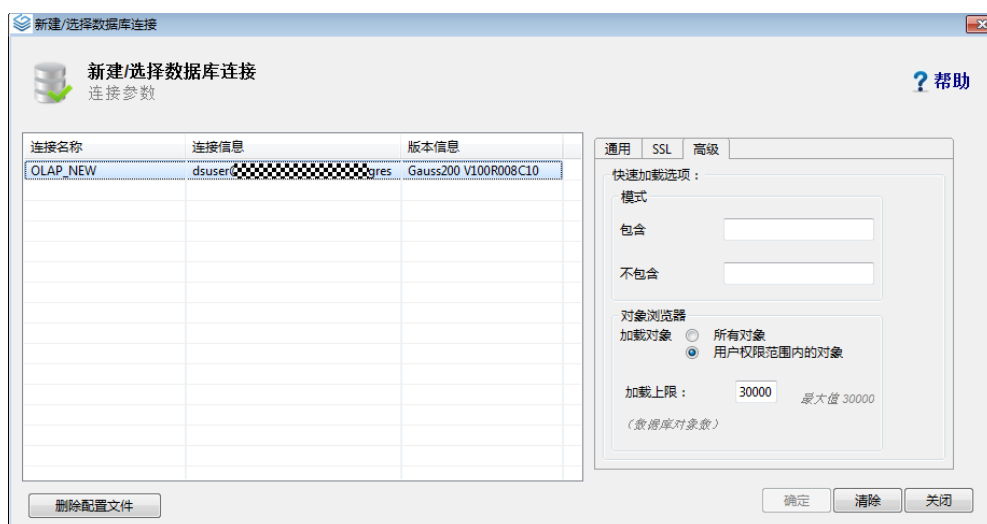 新建/选择数据库连接
新建/选择数据库连接
连接参数
?帮助
连接名称 连接信息 版本信息
OLAP_NEW dsuser gres Gauss200 V100R008C10
通用 SSL 高级
快速加载选项：
模式
包含
不包含
对象浏览器
加载对象 所有对象
用户权限范围内的对象
加载上限： 30000 最大值 30000
（数据库对象数）
删除配置文件 确定 清除 关闭